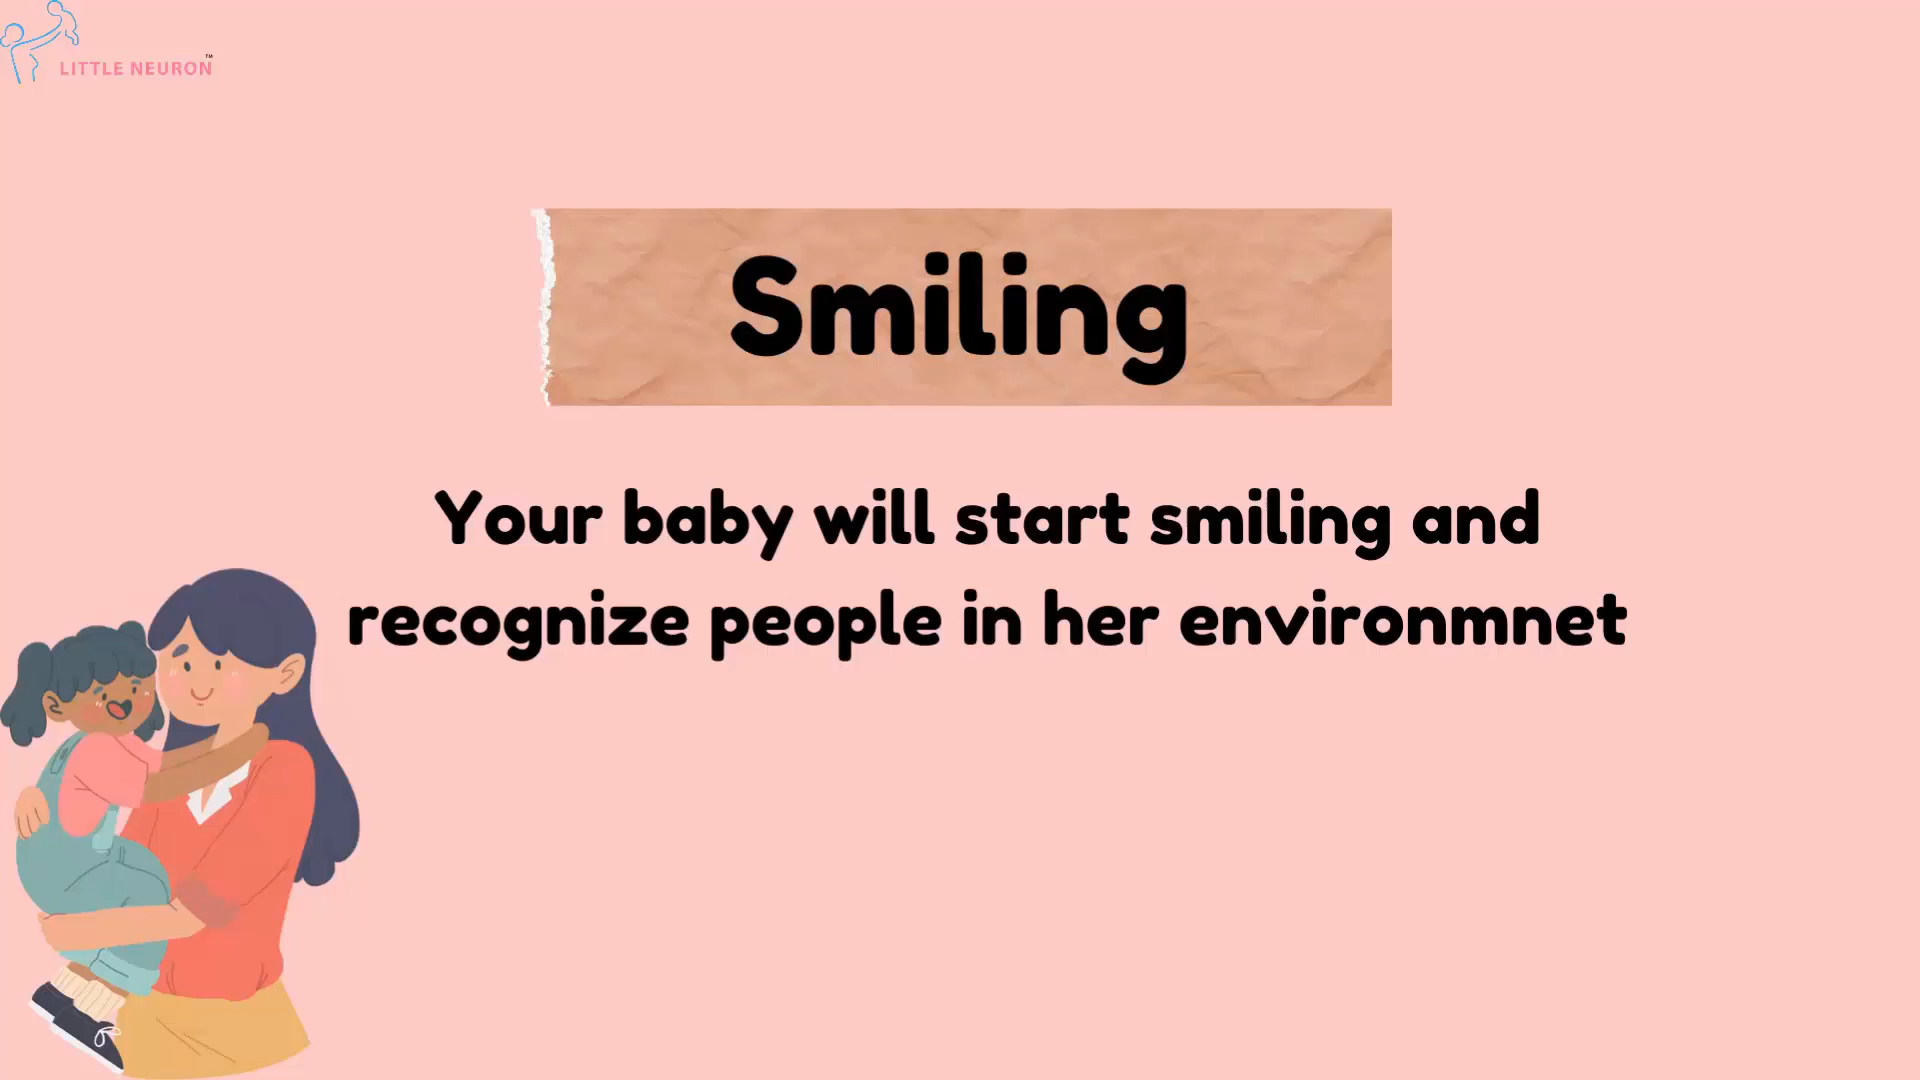 LITTLE NEURON™
Smiling
Your baby will start smiling and
recognize people in her environmnet